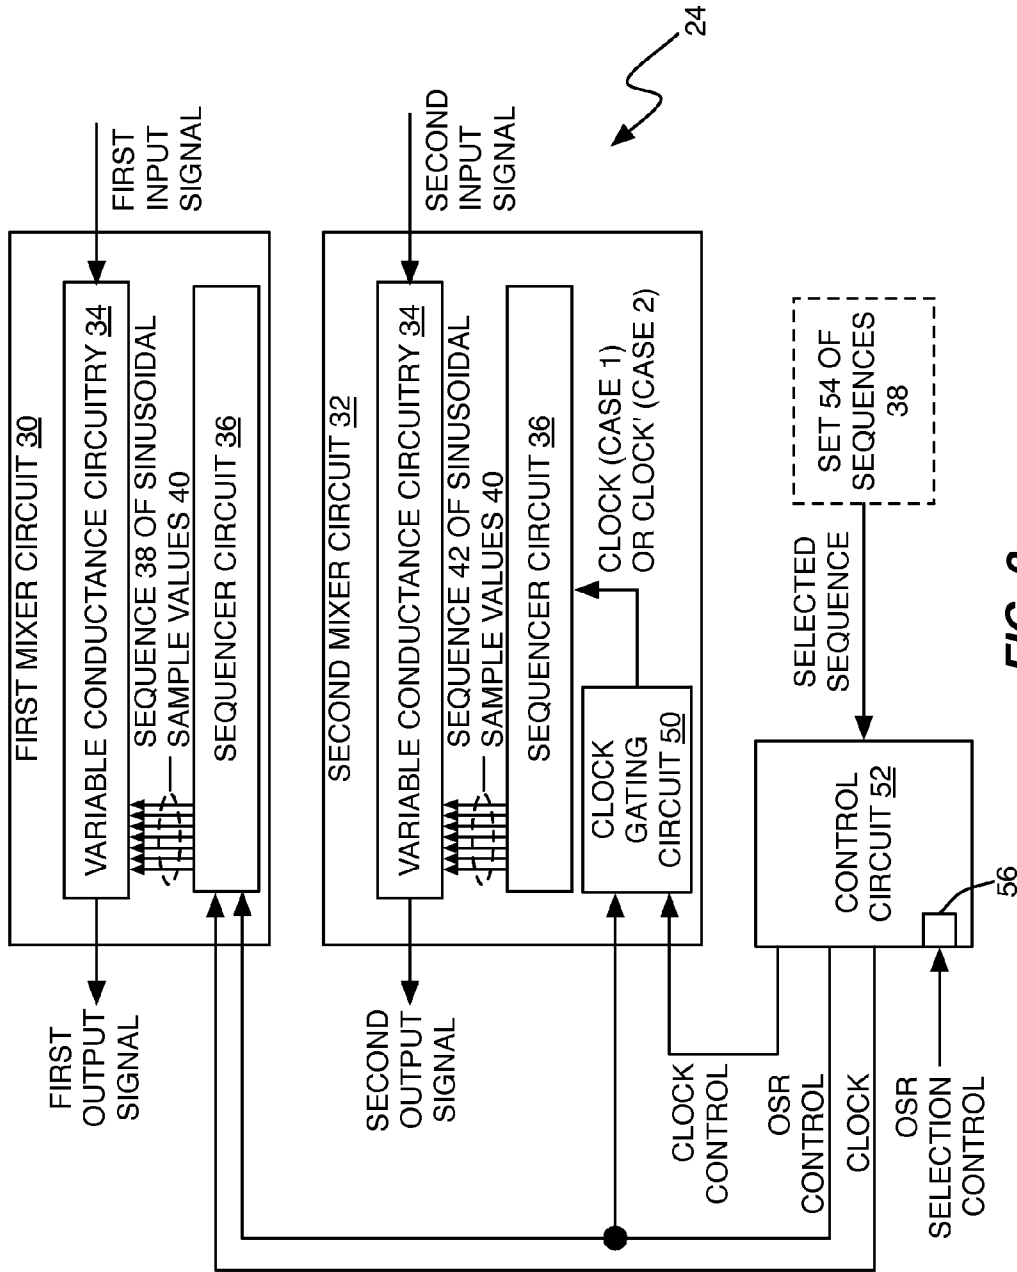 FIRST MIXER CIRCUIT 30
FIRST
INPUT
SIGNAL
VARIABLE CONDUCTANCE CIRCUITRY 34
SEQUENCE 38 OF SINUSOIDAL
SAMPLE VALUES 40
SEQUENCER CIRCUIT 36
FIRST
OUTPUT
SIGNAL
SECOND MIXER CIRCUIT 32
SECOND
INPUT
SIGNAL
VARIABLE CONDUCTANCE CIRCUITRY 34
SEQUENCE 42 OF SINUSOIDAL
SAMPLE VALUES 40
SEQUENCER CIRCUIT 36
SECOND
OUTPUT
SIGNAL
CLOCK
GATING
CIRCUIT 50
CLOCK (CASE 1)
OR CLOCK' (CASE 2)
24
CLOCK
CONTROL
OSR
CONTROL
CLOCK
OSR
SELECTION
CONTROL
CONTROL
CIRCUIT 52
56
SELECTED
SEQUENCE
SET 54 OF
SEQUENCES
38